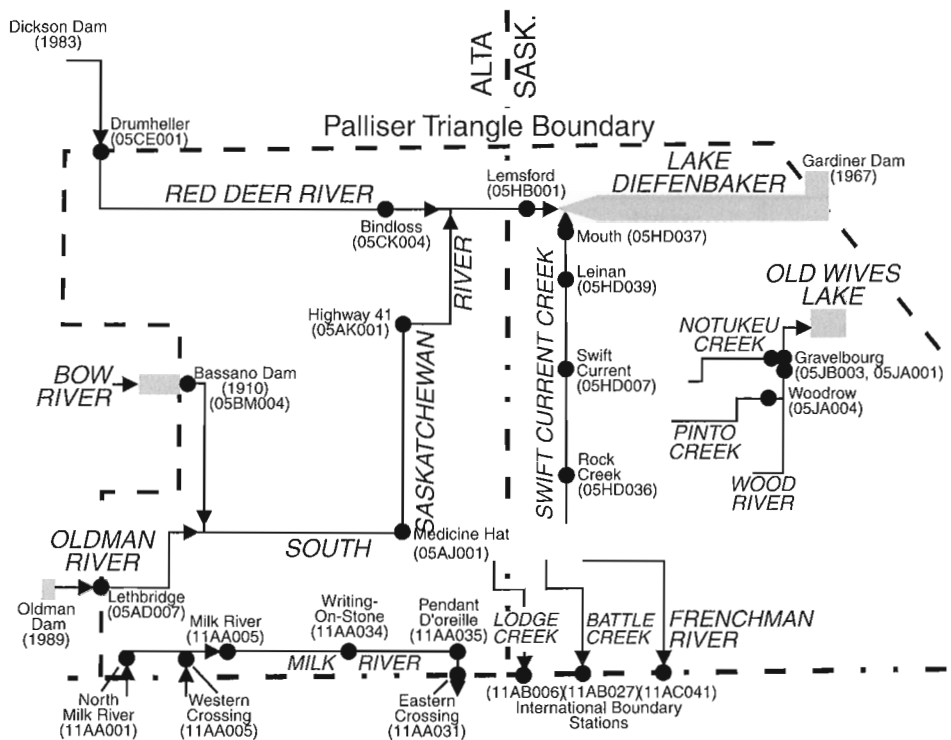 Dickson Dam
(1983)
ALTA
SASK.
Drumheller
(05CE001)
Palliser Triangle Boundary
LAKE
DIEFENBAKER
Gardiner Dam
(1967)
Lemsford
(05HB001)
RED DEER RIVER
Bindloss
(05CK004)
Mouth (05HD037)
RIVER
Leinan
(05HD039)
OLD WIVES
LAKE
Highway 41
(05AK001)
NOTUKEU
CREEK
Gravelbourg
(05JB003, 05JA001)
SWIFT CURRENT CREEK
Swift
Current
(05HD007)
BOW
RIVER
Bassano Dam
(1910)
(05BM004)
Woodrow
(05JA004)
PINTO
CREEK
SASKATCHEWAN
Rock
Creek
(05HD036)
WOOD
RIVER
OLDMAN
RIVER
SOUTH
Medicine Hat
(05AJ001)
Oldman
Dam
(1989)
Lethbridge
(05AD007)
Milk River
(11AA005)
Writing-
On-Stone
(11AA034)
Pendant
D'oreille
(11AA035)
LODGE
CREEK
BATTLE
CREEK
FRENCHMAN
RIVER
MILK RIVER
North
Milk River
(11AA001)
Western
Crossing
(11AA005)
Eastern
Crossing
(11AA031)
(11AB006)(11AB027)(11AC041)
International Boundary
Stations